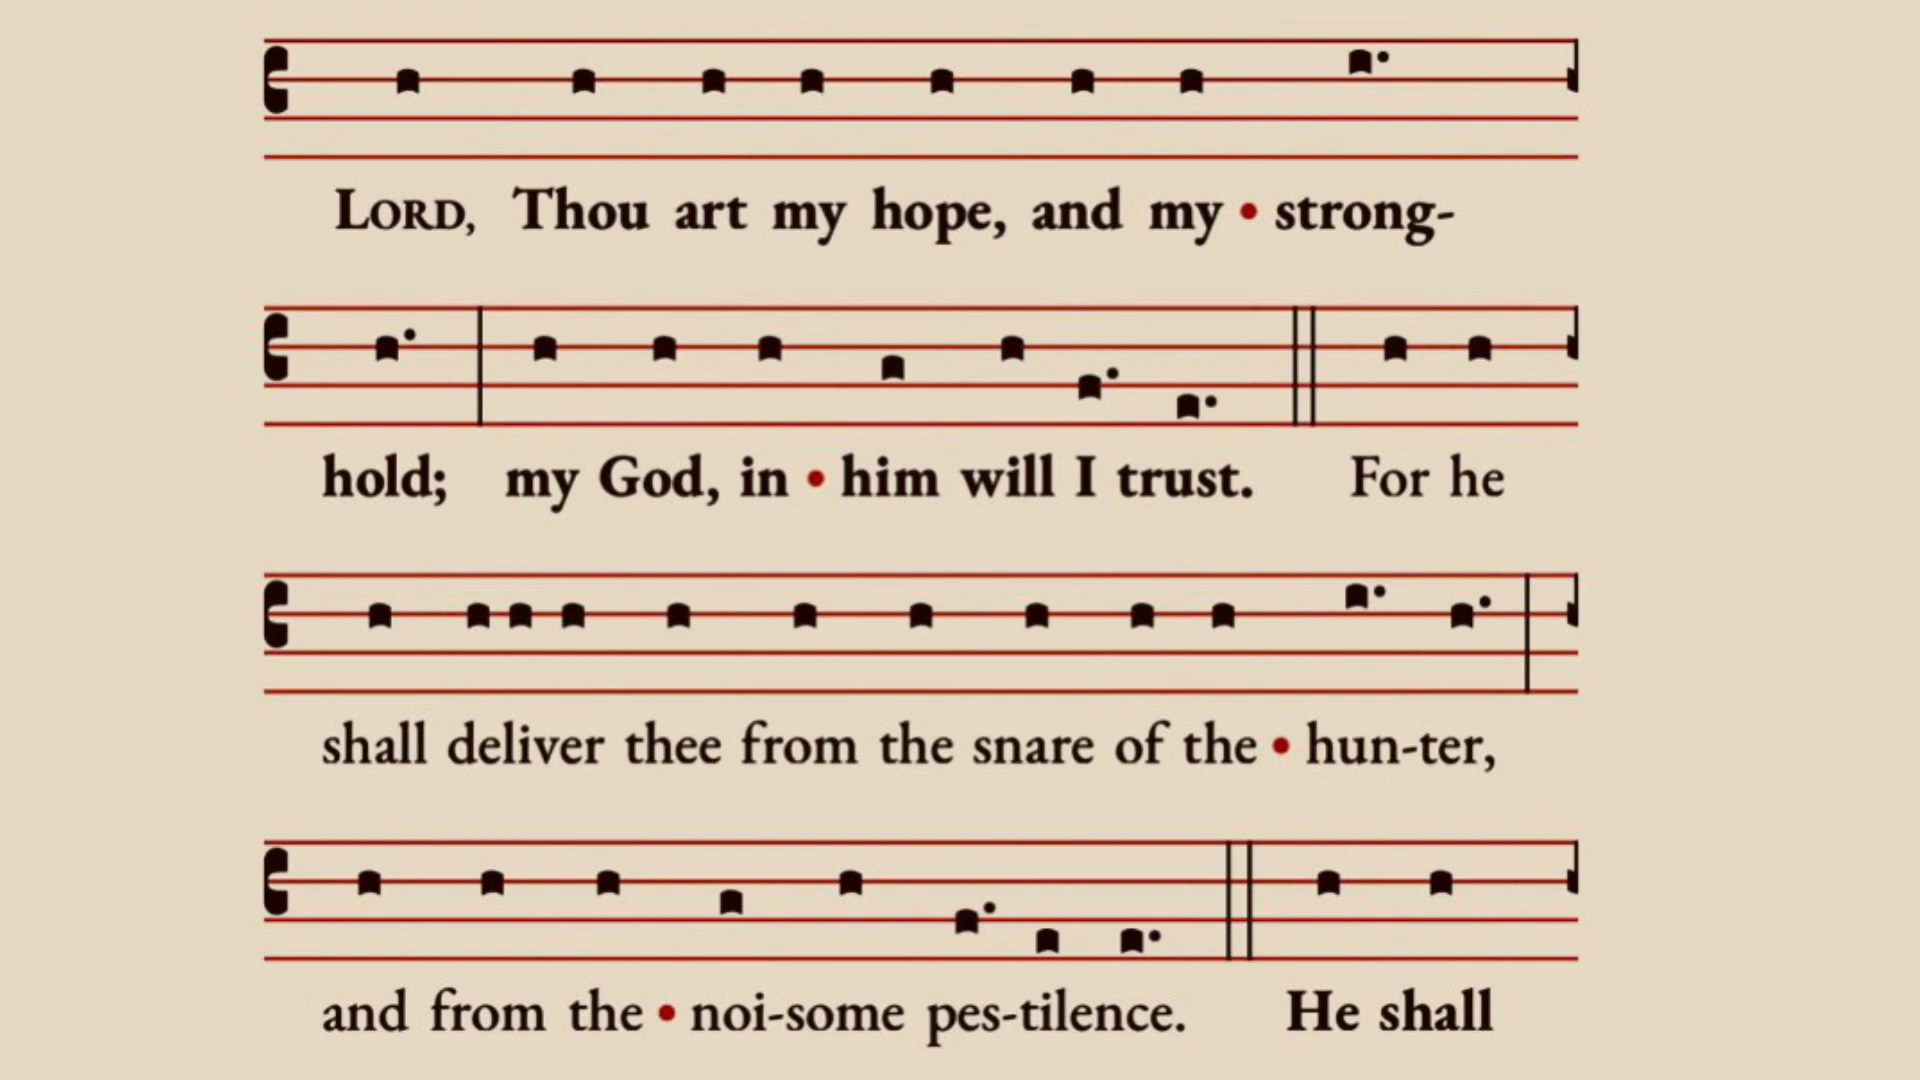 LORD, Thou art my hope, and my • strong-
hold; my God, in • him will I trust. For he
shall deliver thee from the snare of the • hun-ter,
and from the • noi-some pes-tilence. He shall